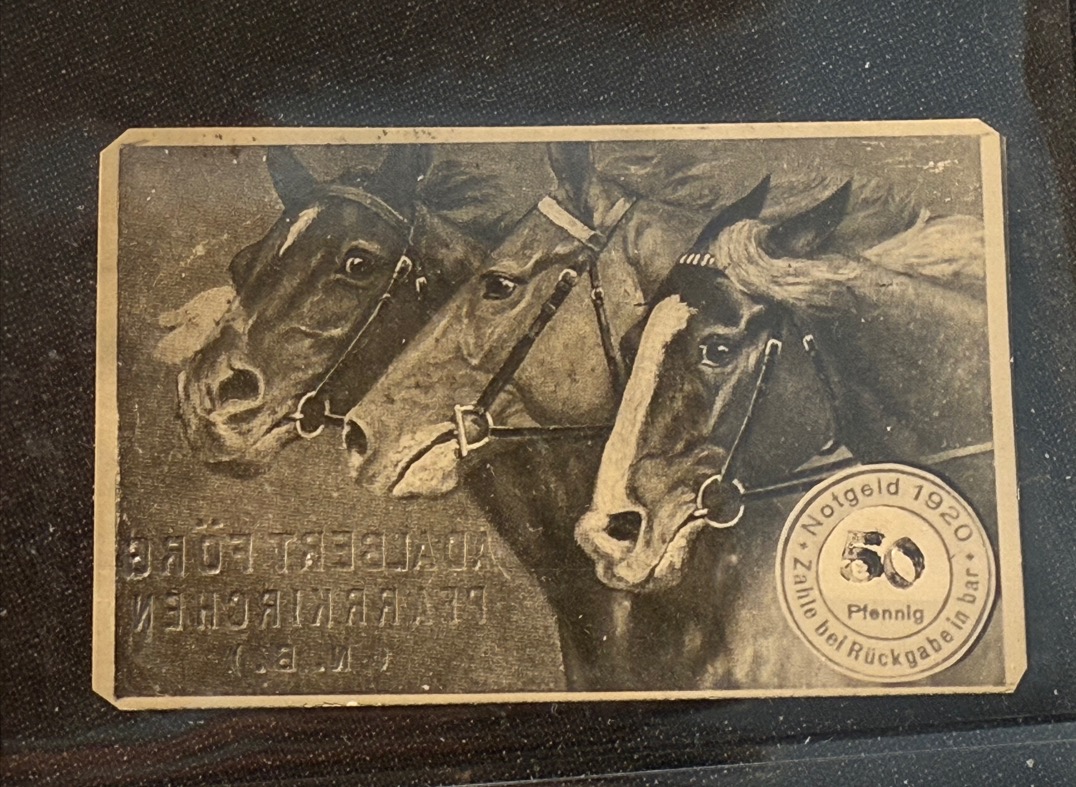 ADALBERT FÖRG
PFARRKIRCHEN
(N.B.)
Notgeld 1920
50
Pfennig
* Zahle bei Rückgabe in bar *